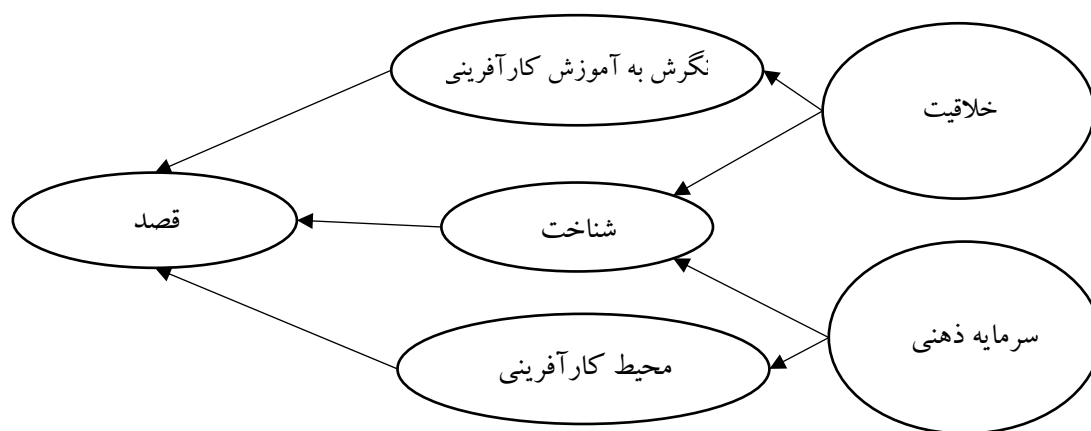 نگرش به آموزش کارآفرینی
خلاقیت
شناخت
قصد
سرمایه ذهنی
محیط کارآفرینی